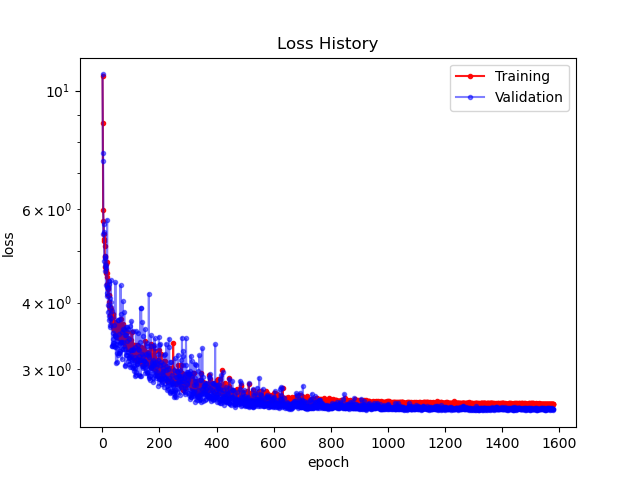 Loss History
Training
Validation
10¹
6 × 10⁰
4 × 10⁰
3 × 10⁰
loss
0 200 400 600 800 1000 1200 1400 1600
epoch